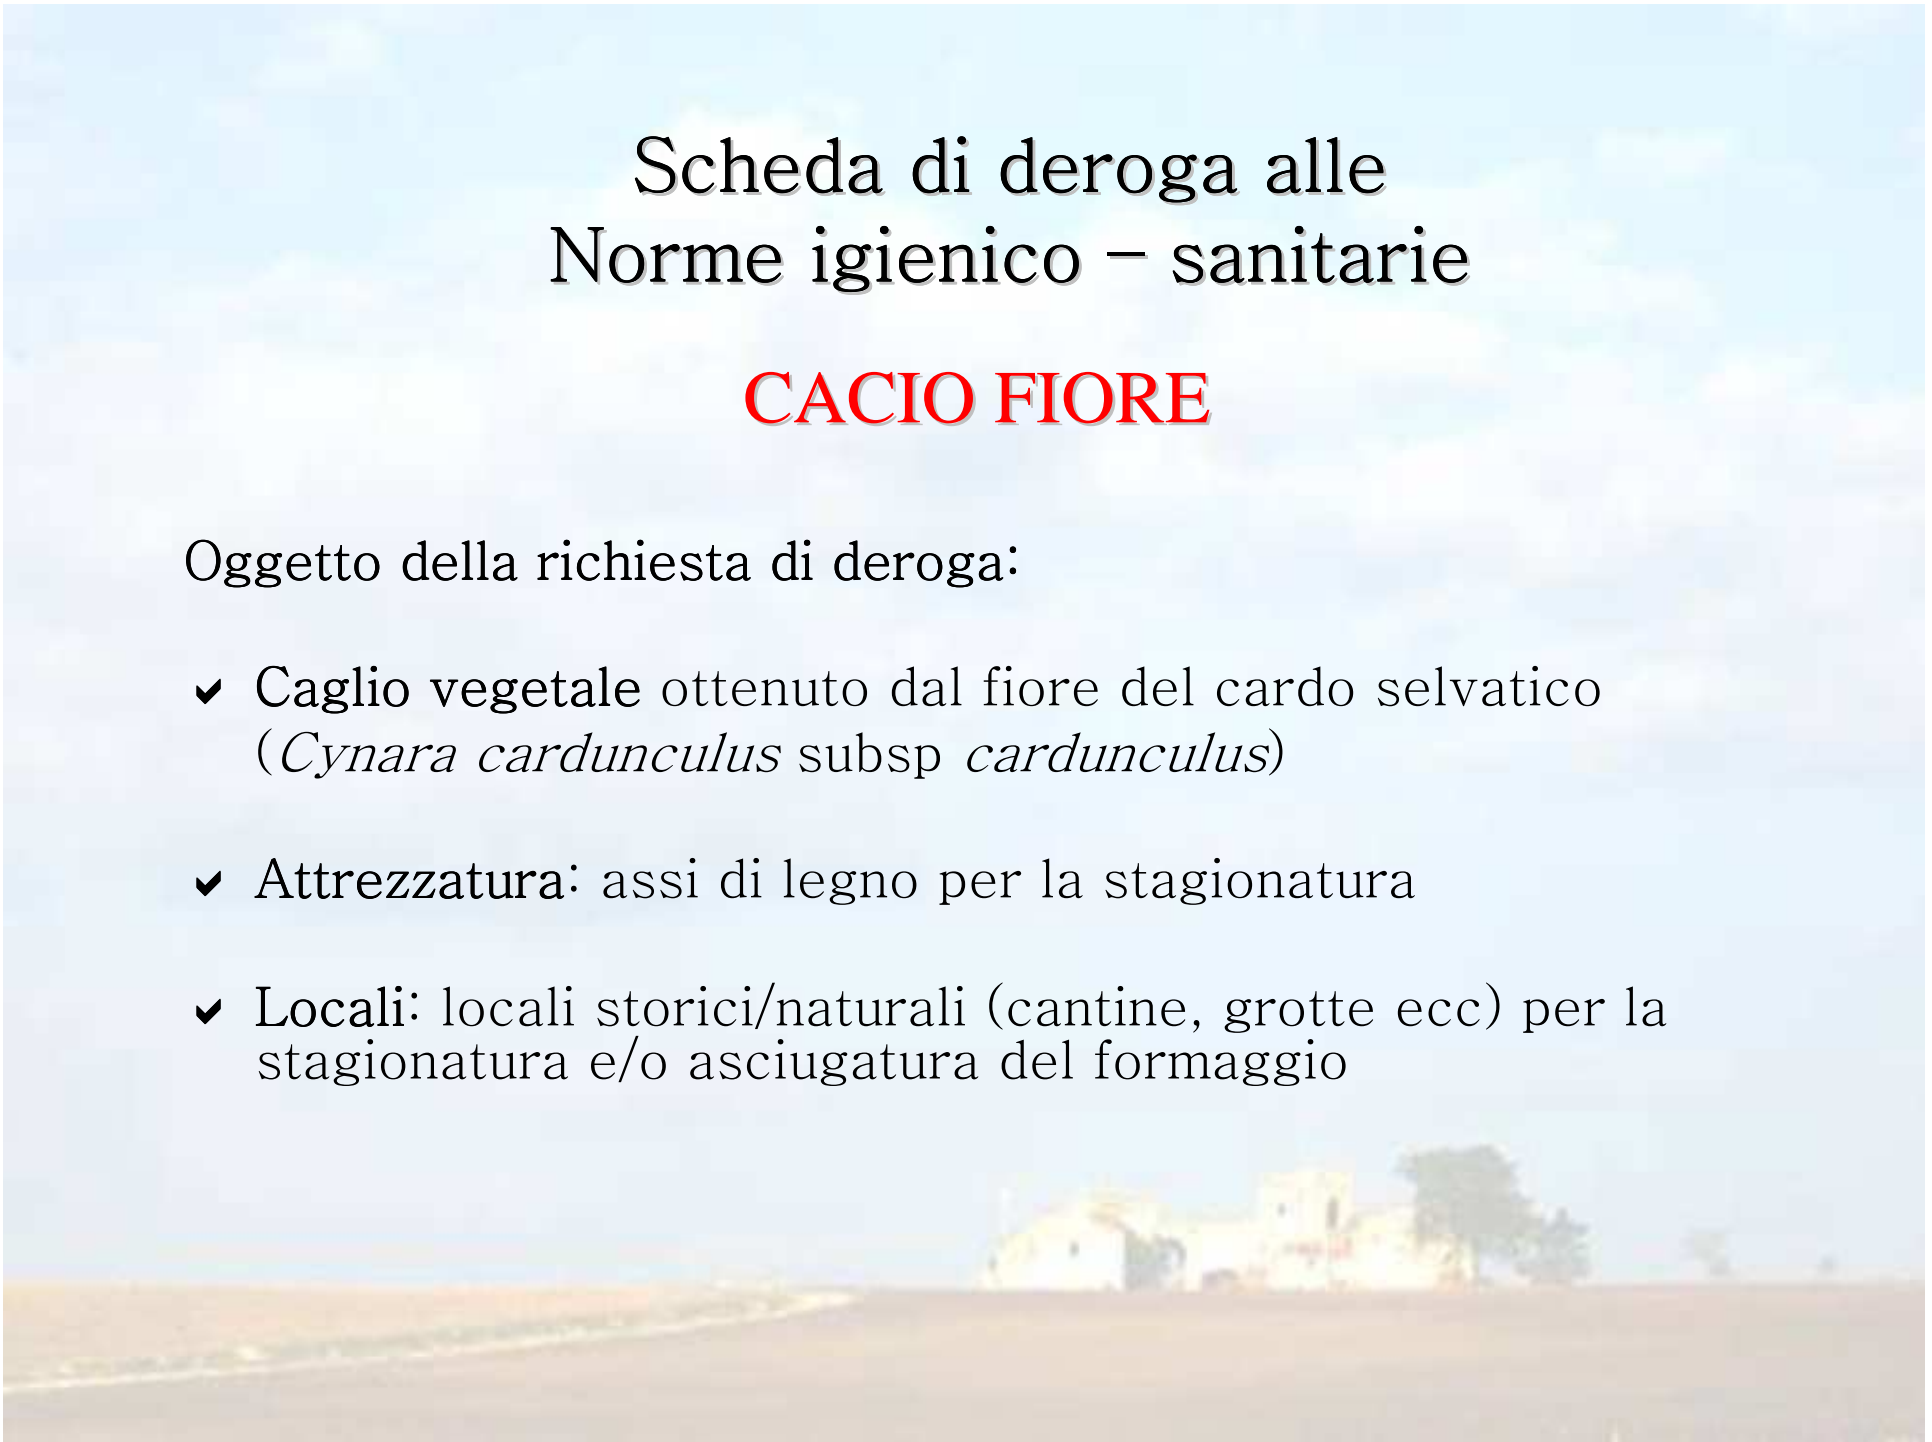 Scheda di deroga alle
Norme igienico – sanitarie
CACIO FIORE
Oggetto della richiesta di deroga:
✔ Caglio vegetale ottenuto dal fiore del cardo selvatico
(Cynara cardunculus subsp cardunculus)
✔ Attrezzatura: assi di legno per la stagionatura
✔ Locali: locali storici/naturali (cantine, grotte ecc) per la
stagionatura e/o asciugatura del formaggio